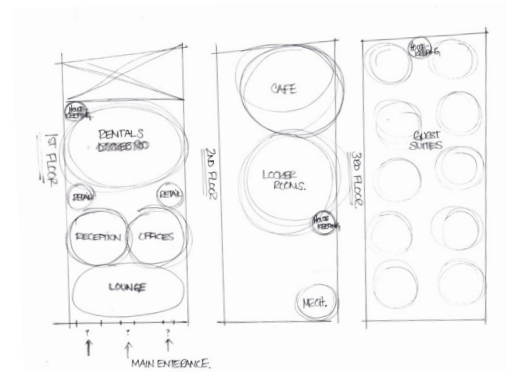 HOUSE
KEEPING
RENTALS
1ST FLOOR
RETAIL
RETAIL
RECEPTION
OFFICES
LOUNGE
? ? ?
MAIN ENTERANCE.
2ND FLOOR
CAFE
LOCKER
ROOMS.
HOUSE
KEEPING
MECH.
3RD FLOOR.
HOUSE
KEEPING
GUEST
SUITES